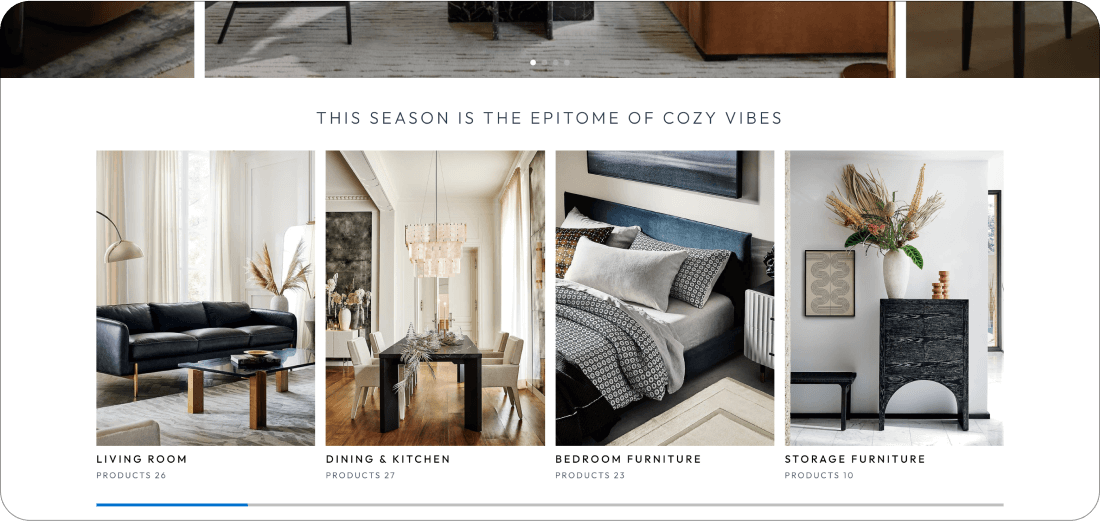 THIS SEASON IS THE EPITOME OF COZY VIBES
LIVING ROOM
PRODUCTS 26
DINING & KITCHEN
PRODUCTS 27
BEDROOM FURNITURE
PRODUCTS 23
STORAGE FURNITURE
PRODUCTS 10